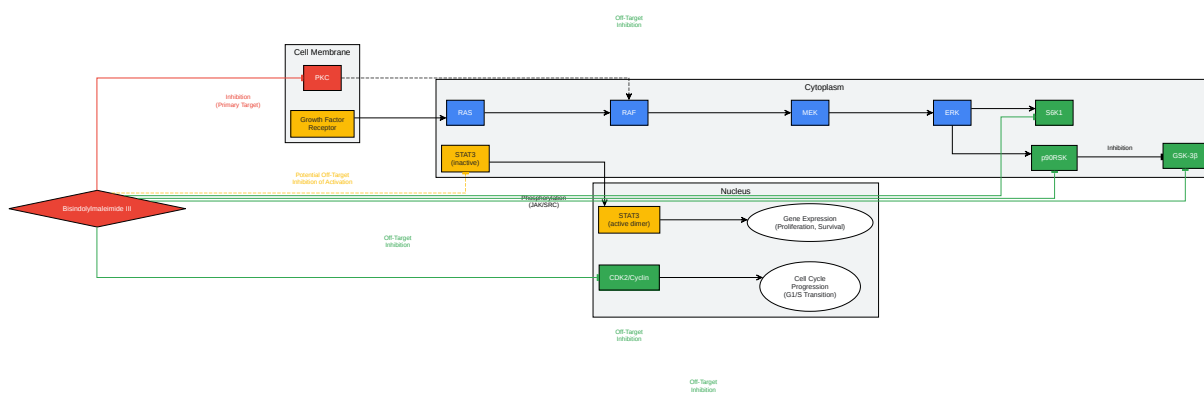 Off-Target
Inhibition
Cell Membrane
PKC
Cytoplasm
Inhibition
(Primary Target)
Growth Factor
Receptor
RAS
RAF
MEK
ERK
S6K1
STAT3
(inactive)
p90RSK
Inhibition
GSK-3β
Potential Off-Target
Inhibition of Activation
Bisindolylmaleimide III
Phosphorylation
(JAK/SRC)
Nucleus
STAT3
(active dimer)
Gene Expression
(Proliferation, Survival)
Off-Target
Inhibition
CDK2/Cyclin
Cell Cycle
Progression
(G1/S Transition)
Off-Target
Inhibition
Off-Target
Inhibition